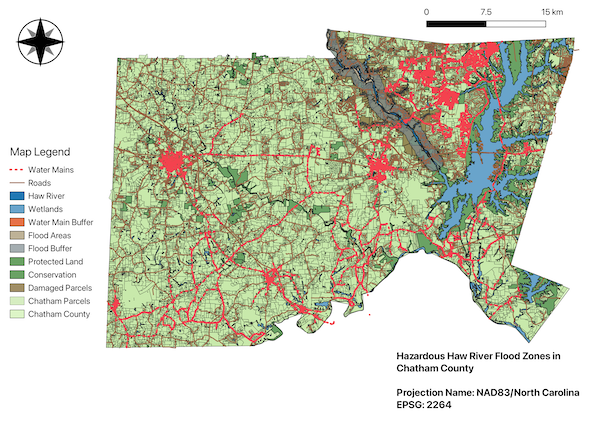 0 7.5 15 km
Map Legend
Water Mains
Roads
Haw River
Wetlands
Water Main Buffer
Flood Areas
Flood Buffer
Protected Land
Conservation
Damaged Parcels
Chatham Parcels
Chatham County
Hazardous Haw River Flood Zones in
Chatham County
Projection Name: NAD83/North Carolina
EPSG: 2264